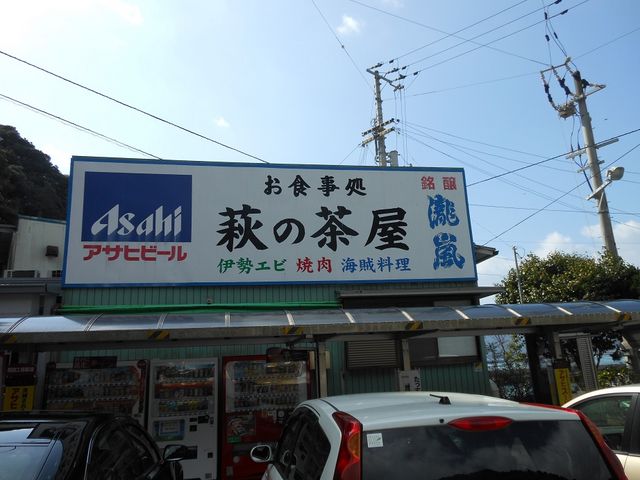 お食事処
萩の茶屋
伊勢エビ 焼肉 海賊料理
Asahi
アサヒビール
銘醸
瀧嵐